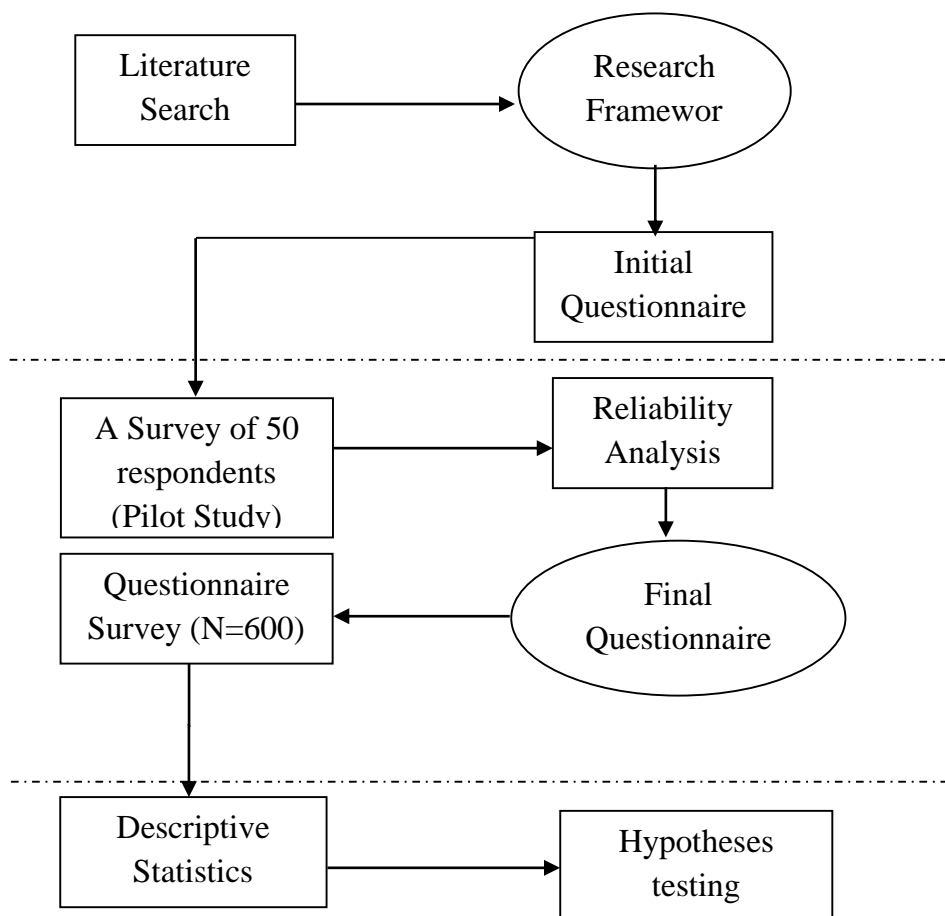 Literature
Search
Research
Framewor
Initial
Questionnaire
A Survey of 50
respondents
(Pilot Study)
Reliability
Analysis
Questionnaire
Survey (N=600)
Final
Questionnaire
Descriptive
Statistics
Hypotheses
testing